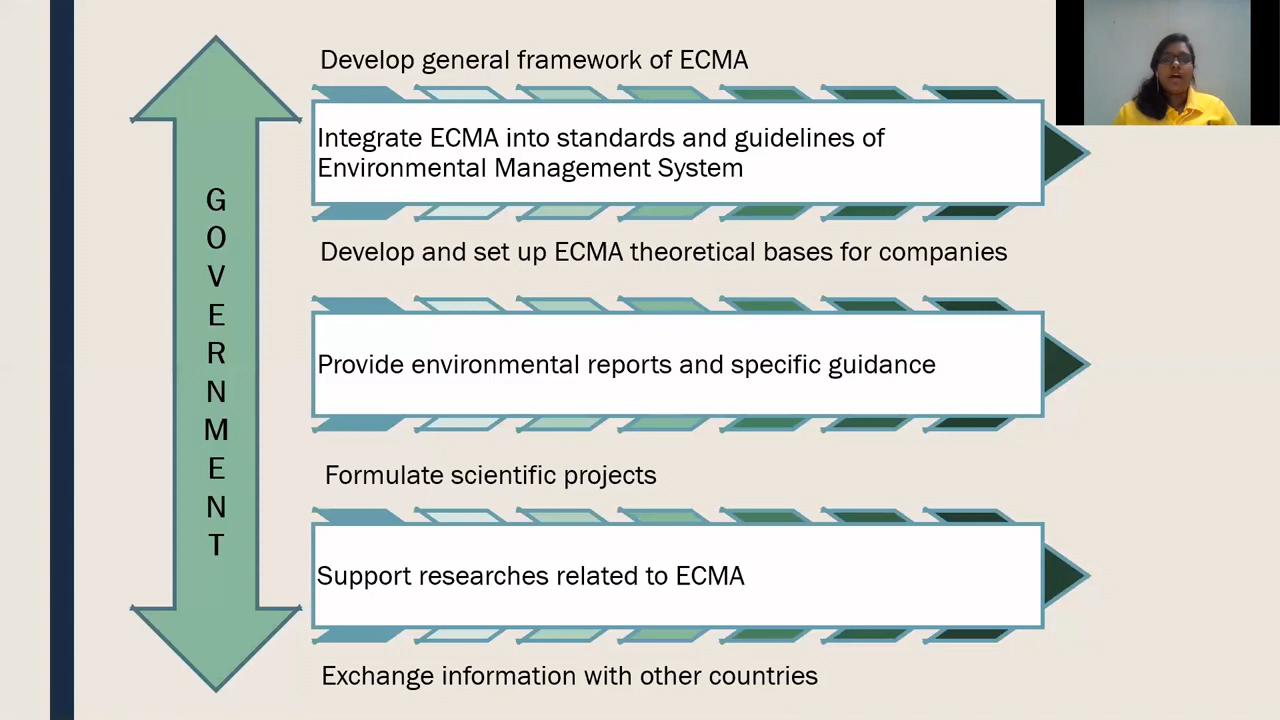 GOVERNMENT
Develop general framework of ECMA
Integrate ECMA into standards and guidelines of
Environmental Management System
Develop and set up ECMA theoretical bases for companies
Provide environmental reports and specific guidance
Formulate scientific projects
Support researches related to ECMA
Exchange information with other countries